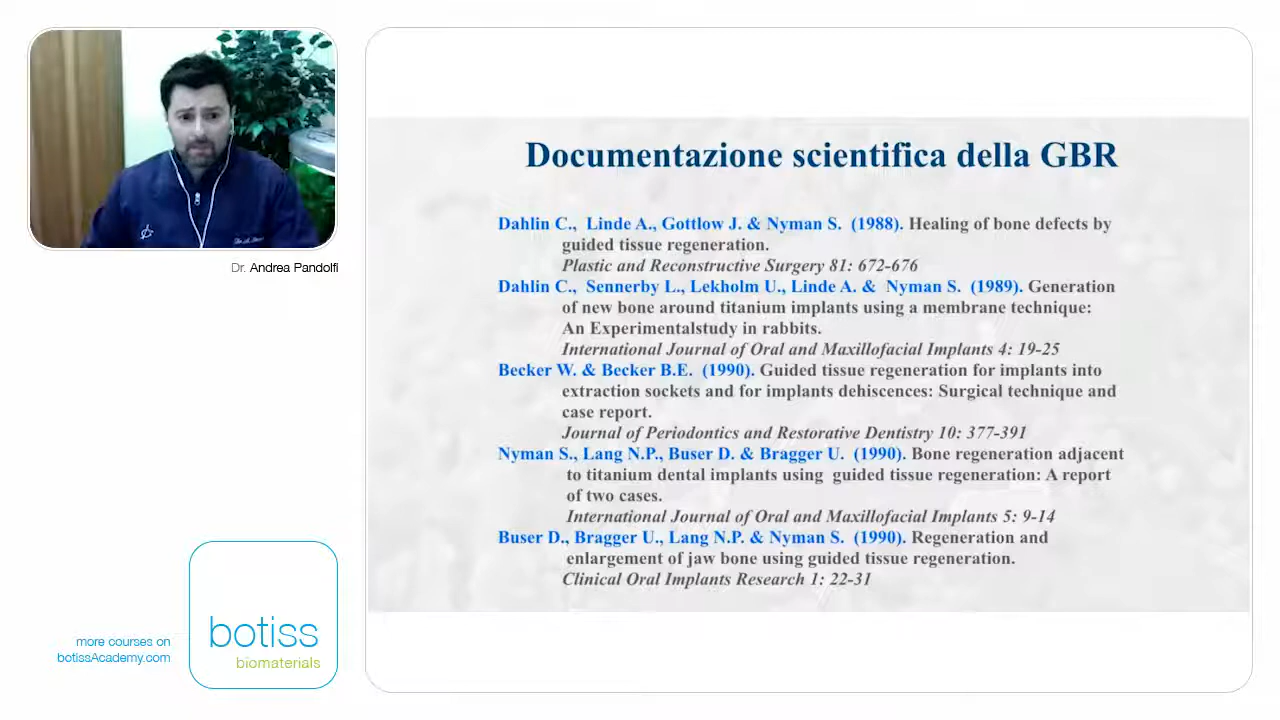 Dr. Andrea Pandolfi
more courses on
botissAcademy.com
botiss
biomaterials
Documentazione scientifica della GBR
Dahlin C., Linde A., Gottlow J. & Nyman S. (1988). Healing of bone defects by
guided tissue regeneration.
Plastic and Reconstructive Surgery 81: 672-676
Dahlin C., Sennerby L., Lekholm U., Linde A. & Nyman S. (1989). Generation
of new bone around titanium implants using a membrane technique:
An Experimentalstudy in rabbits.
International Journal of Oral and Maxillofacial Implants 4: 19-25
Becker W. & Becker B.E. (1990). Guided tissue regeneration for implants into
extraction sockets and for implants dehiscences: Surgical technique and
case report.
Journal of Periodontics and Restorative Dentistry 10: 377-391
Nyman S., Lang N.P., Buser D. & Bragger U. (1990). Bone regeneration adjacent
to titanium dental implants using guided tissue regeneration: A report
of two cases.
International Journal of Oral and Maxillofacial Implants 5: 9-14
Buser D., Bragger U., Lang N.P. & Nyman S. (1990). Regeneration and
enlargement of jaw bone using guided tissue regeneration.
Clinical Oral Implants Research 1: 22-31